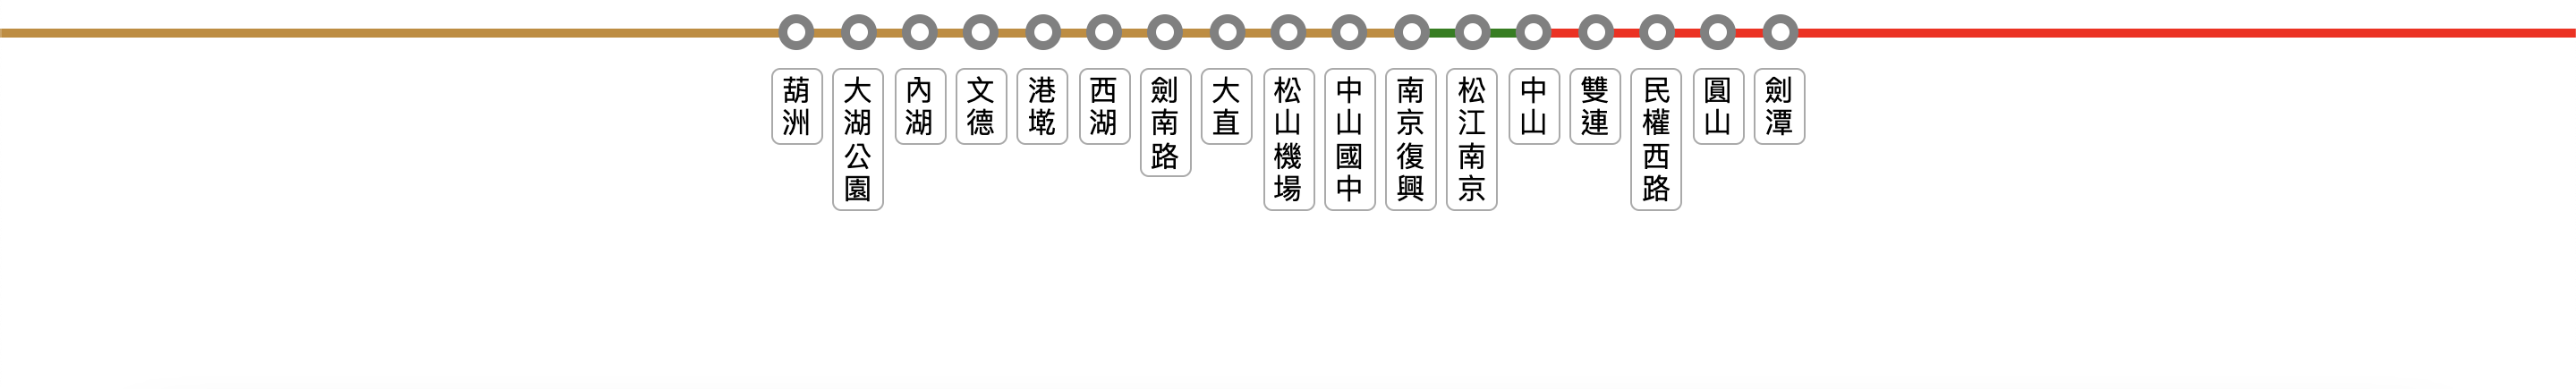 葫洲
大湖公園
內湖
文德
港墘
西湖
劍南路
大直
松山機場
中山國中
南京復興
松江南京
中山
雙連
民權西路
圓山
劍潭